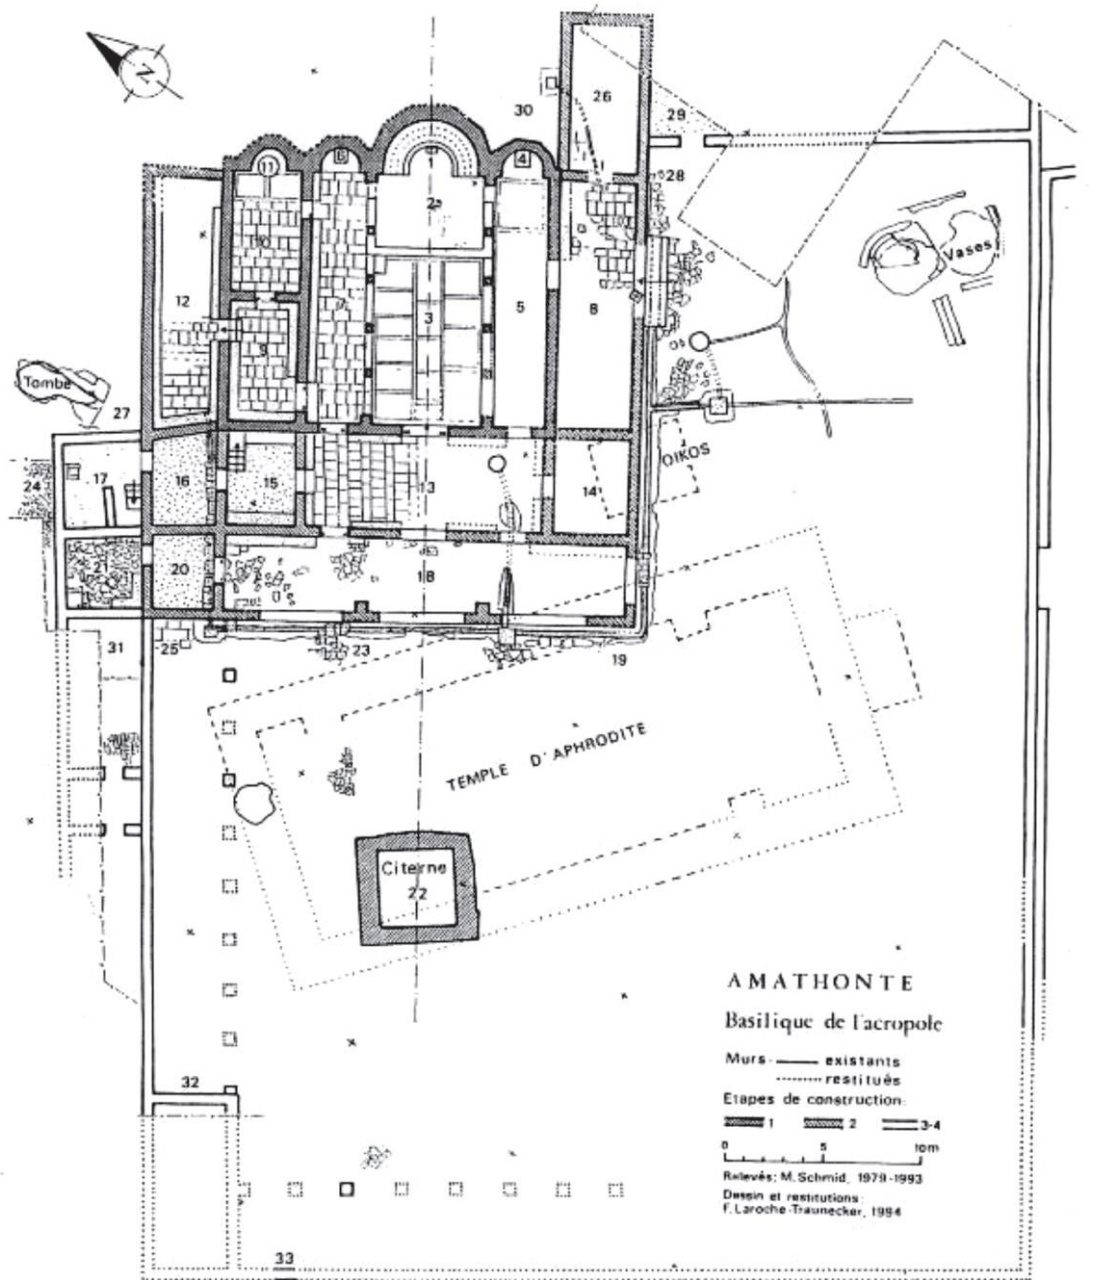 N
26
30
29
11
6
1
4
28
2a
10
Vases
12
7
3
5
8
9
Tombe
27
OIKOS
24
17
16
15
13
14
21
20
18
31
25
23
19
TEMPLE D'APHRODITE
Citerne
22
AMATHONTE
Basilique de l'acropole
Murs existants
restitués
32
Etapes de construction:
1 2 3-4
0 5 10m
Relevés: M. Schmid, 1979-1993
Dessin et restitutions:
F. Laroche-Traunecker, 1994
33